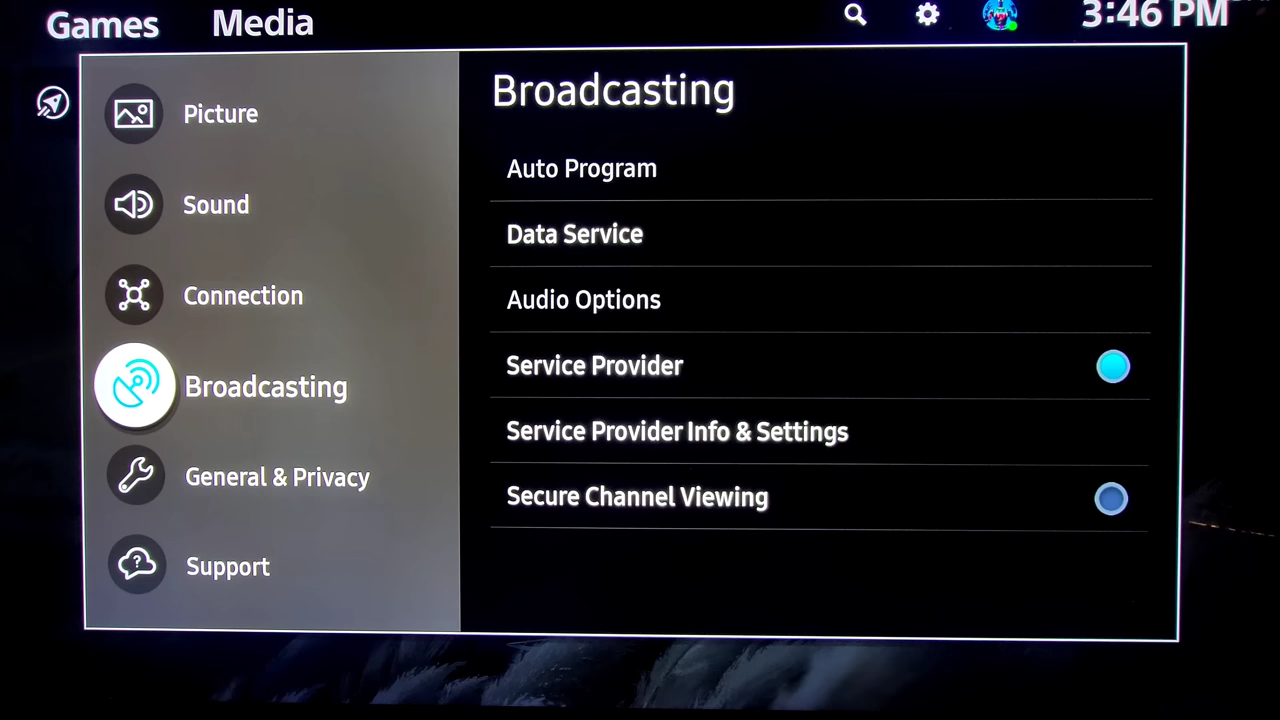 Games Media 3:46 PM
Broadcasting
Picture
Sound
Connection
Broadcasting
General & Privacy
Support
Auto Program
Data Service
Audio Options
Service Provider
Service Provider Info & Settings
Secure Channel Viewing